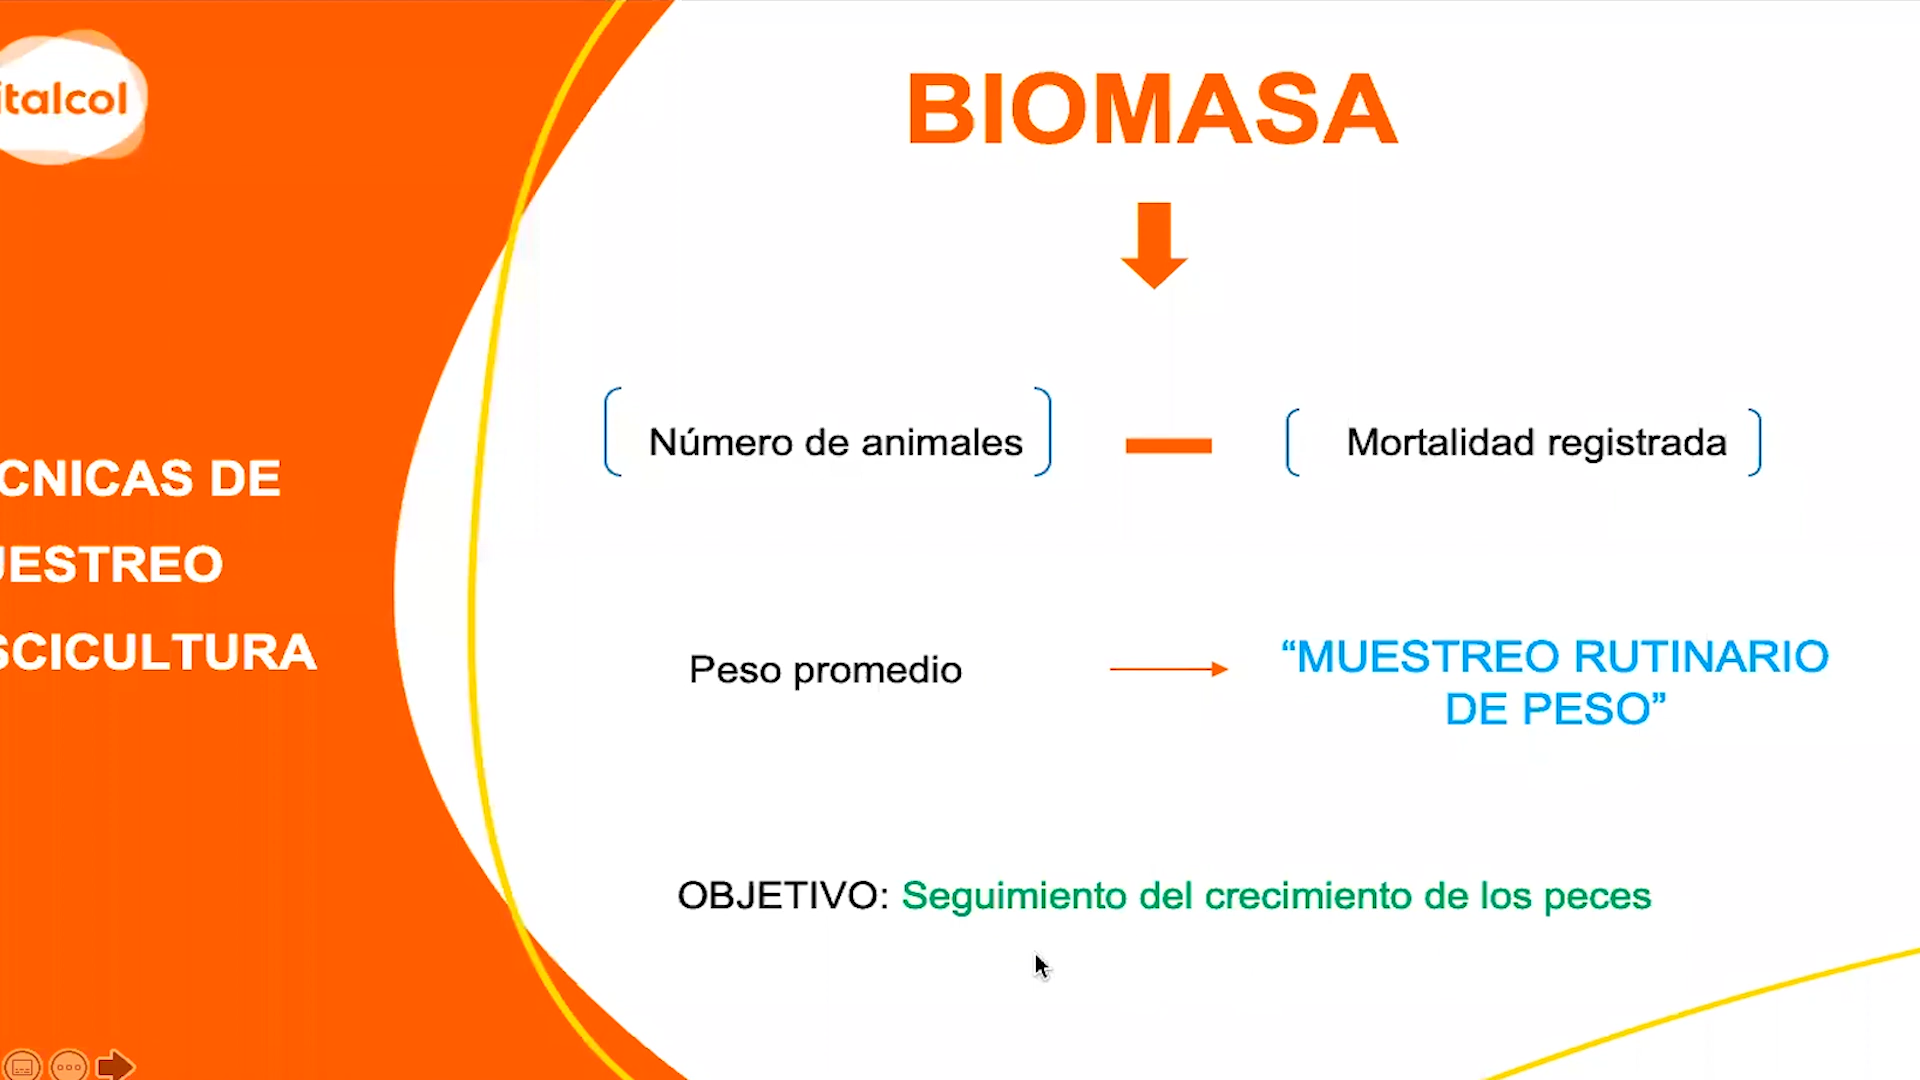 italcol
BIOMASA
Número de animales
Mortalidad registrada
CNICAS DE
UESTREO
SCICULTURA
Peso promedio
“MUESTREO RUTINARIO
DE PESO”
OBJETIVO: Seguimiento del crecimiento de los peces